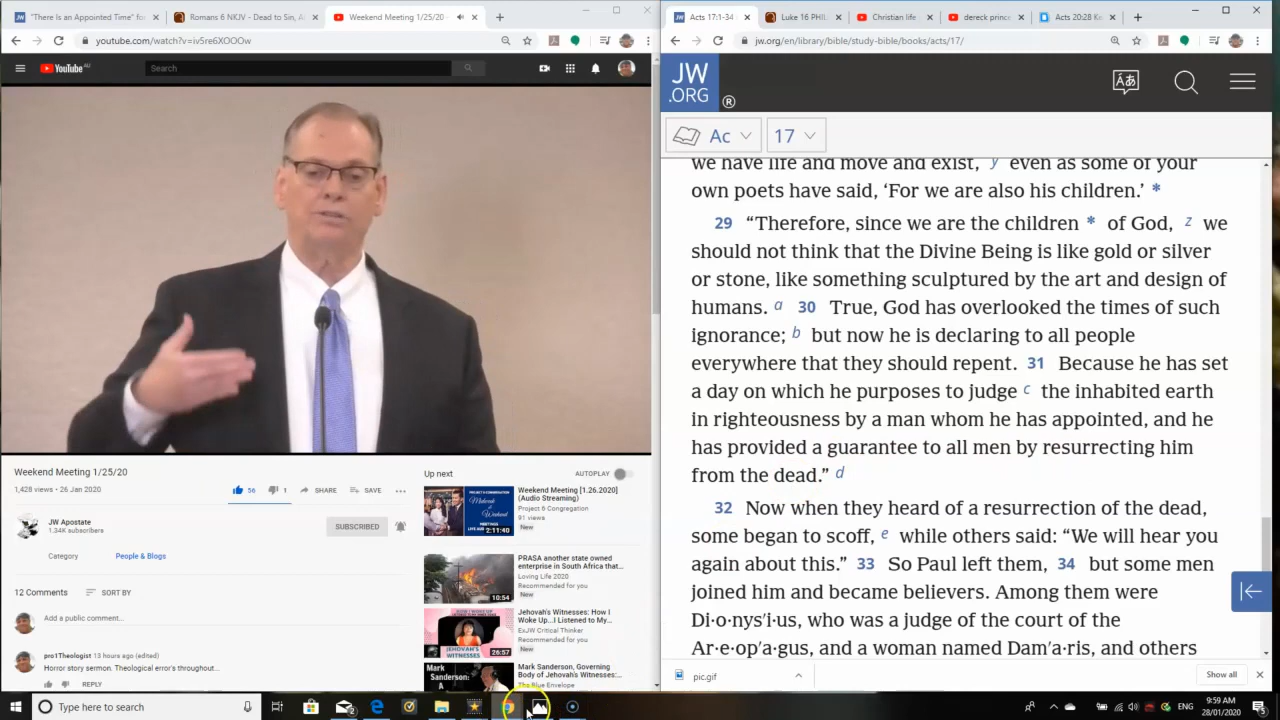 "There Is an Appointed Time" for
Romans 6 NKJV - Dead to Sin, A
Weekend Meeting 1/25/20 -
youtube.com/watch?v=iv5re6XOOOw
YouTube AU
Search
Weekend Meeting 1/25/20
1,428 views • 26 Jan 2020
56
1
SHARE
SAVE
JW Apostate
1.34K subscribers
SUBSCRIBED
Category
People & Blogs
12 Comments
SORT BY
Add a public comment...
pro1Theologist 13 hours ago (edited)
Horror story sermon. Theological error's throughout...
REPLY
Up next
AUTOPLAY
Weekend Meeting [1.26.2020]
(Audio Streaming)
Project 6 Congregation
91 views
New
2:11:40
PRASA another state owned
enterprise in South Africa that...
Loving Life 2020
Recommended for you
New
10:54
Jehovah's Witnesses: How I
Woke Up...I Listened to My...
ExJW Critical Thinker
Recommended for you
New
JEHOVAH'S
WITNESSES
26:57
Mark Sanderson, Governing
Body of Jehovah's Witnesses:...
The Blue Envelope
Mark
Sanderson:
Acts 17:1-34
Luke 16 PHIL
Christian life
dereck prince
Acts 20:28 K
jw.org/en/library/bible/study-bible/books/acts/17/
JW
.ORG ®
Ac
17
we have life and move and exist, y even as some of your
own poets have said, ‘For we are also his children.’ *
29 “Therefore, since we are the children * of God, z we
should not think that the Divine Being is like gold or silver
or stone, like something sculptured by the art and design of
humans. a 30 True, God has overlooked the times of such
ignorance; b but now he is declaring to all people
everywhere that they should repent. 31 Because he has set
a day on which he purposes to judge c the inhabited earth
in righteousness by a man whom he has appointed, and he
has provided a guarantee to all men by resurrecting him
from the dead.” d
32 Now when they heard of a resurrection of the dead,
some began to scoff, e while others said: “We will hear you
again about this.” 33 So Paul left them, 34 but some men
joined him and became believers. Among them were
Di·o·nys′i·us, who was a judge of the court of the
Ar·e·op′a·gus, and a woman named Dam′a·ris, and others
pic.gif
Show all
Type here to search
ENG
9:59 AM
28/01/2020